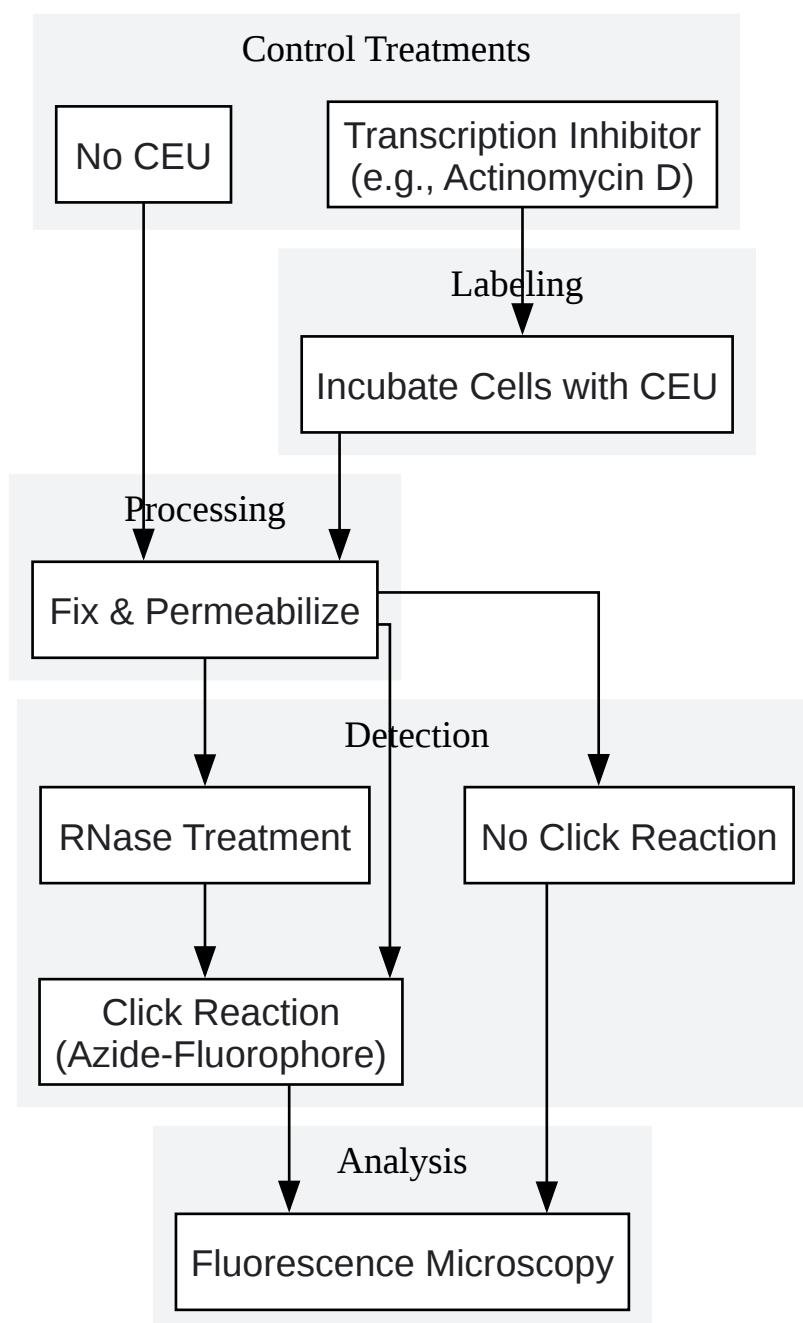 Control Treatments
No CEU
Transcription Inhibitor
(e.g., Actinomycin D)
Labeling
Incubate Cells with CEU
Processing
Fix & Permeabilize
Detection
RNase Treatment
No Click Reaction
Click Reaction
(Azide-Fluorophore)
Analysis
Fluorescence Microscopy